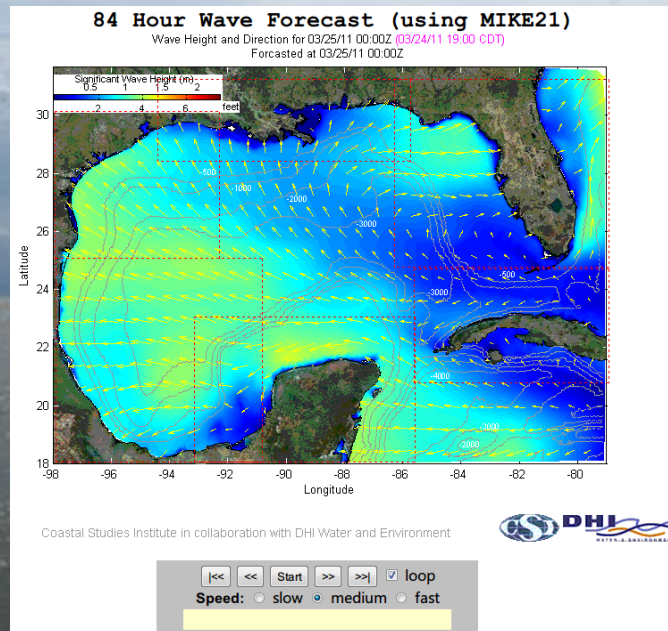 84 Hour Wave Forecast (using MIKE21)
Wave Height and Direction for 03/25/11 00:00Z (03/24/11 19:00 CDT)
Forcasted at 03/25/11 00:00Z
Significant Wave Height (m)
0.5 1 1.5 2
2 4 6 feet
30
28
26
24
22
20
18
Latitude
-500
-1000
-2000
-3000
-500
-3000
-4000
-3000
-2000
-98 -96 -94 -92 -90 -88 -86 -84 -82 -80
Longitude
Coastal Studies Institute in collaboration with DHI Water and Environment
CSI DHI
WATER & ENVIRONMENT
|<< << Start >> >>| loop
Speed: slow medium fast